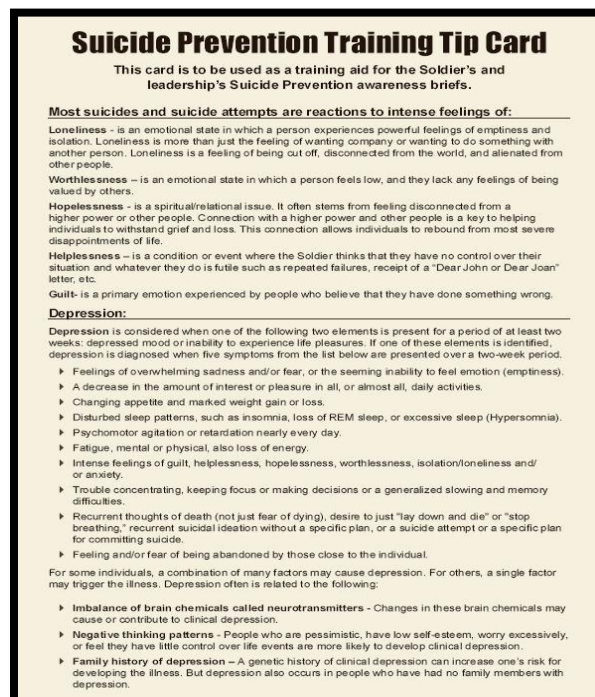 Suicide Prevention Training Tip Card
This card is to be used as a training aid for the Soldier's and
leadership's Suicide Prevention awareness briefs.
Most suicides and suicide attempts are reactions to intense feelings of:
Loneliness - is an emotional state in which a person experiences powerful feelings of emptiness and
isolation. Loneliness is more than just the feeling of wanting company or wanting to do something with
another person. Loneliness is a feeling of being cut off, disconnected from the world, and alienated from
other people.
Worthlessness – is an emotional state in which a person feels low, and they lack any feelings of being
valued by others.
Hopelessness - is a spiritual/relational issue. It often stems from feeling disconnected from a
higher power or other people. Connection with a higher power and other people is a key to helping
individuals to withstand grief and loss. This connection allows individuals to rebound from most severe
disappointments of life.
Helplessness – is a condition or event where the Soldier thinks that they have no control over their
situation and whatever they do is futile such as repeated failures, receipt of a "Dear John or Dear Joan"
letter, etc.
Guilt- is a primary emotion experienced by people who believe that they have done something wrong.
Depression:
Depression is considered when one of the following two elements is present for a period of at least two
weeks: depressed mood or inability to experience life pleasures. If one of these elements is identified,
depression is diagnosed when five symptoms from the list below are presented over a two-week period.
Feelings of overwhelming sadness and/or fear, or the seeming inability to feel emotion (emptiness).
A decrease in the amount of interest or pleasure in all, or almost all, daily activities.
Changing appetite and marked weight gain or loss.
Disturbed sleep patterns, such as insomnia, loss of REM sleep, or excessive sleep (Hypersomnia).
Psychomotor agitation or retardation nearly every day.
Fatigue, mental or physical, also loss of energy.
Intense feelings of guilt, helplessness, hopelessness, worthlessness, isolation/loneliness and/
or anxiety.
Trouble concentrating, keeping focus or making decisions or a generalized slowing and memory
difficulties.
Recurrent thoughts of death (not just fear of dying), desire to just "lay down and die" or "stop
breathing," recurrent suicidal ideation without a specific plan, or a suicide attempt or a specific plan
for committing suicide.
Feeling and/or fear of being abandoned by those close to the individual.
For some individuals, a combination of many factors may cause depression. For others, a single factor
may trigger the illness. Depression often is related to the following:
Imbalance of brain chemicals called neurotransmitters - Changes in these brain chemicals may
cause or contribute to clinical depression.
Negative thinking patterns - People who are pessimistic, have low self-esteem, worry excessively,
or feel they have little control over life events are more likely to develop clinical depression.
Family history of depression – A genetic history of clinical depression can increase one's risk for
developing the illness. But depression also occurs in people who have had no family members with
depression.